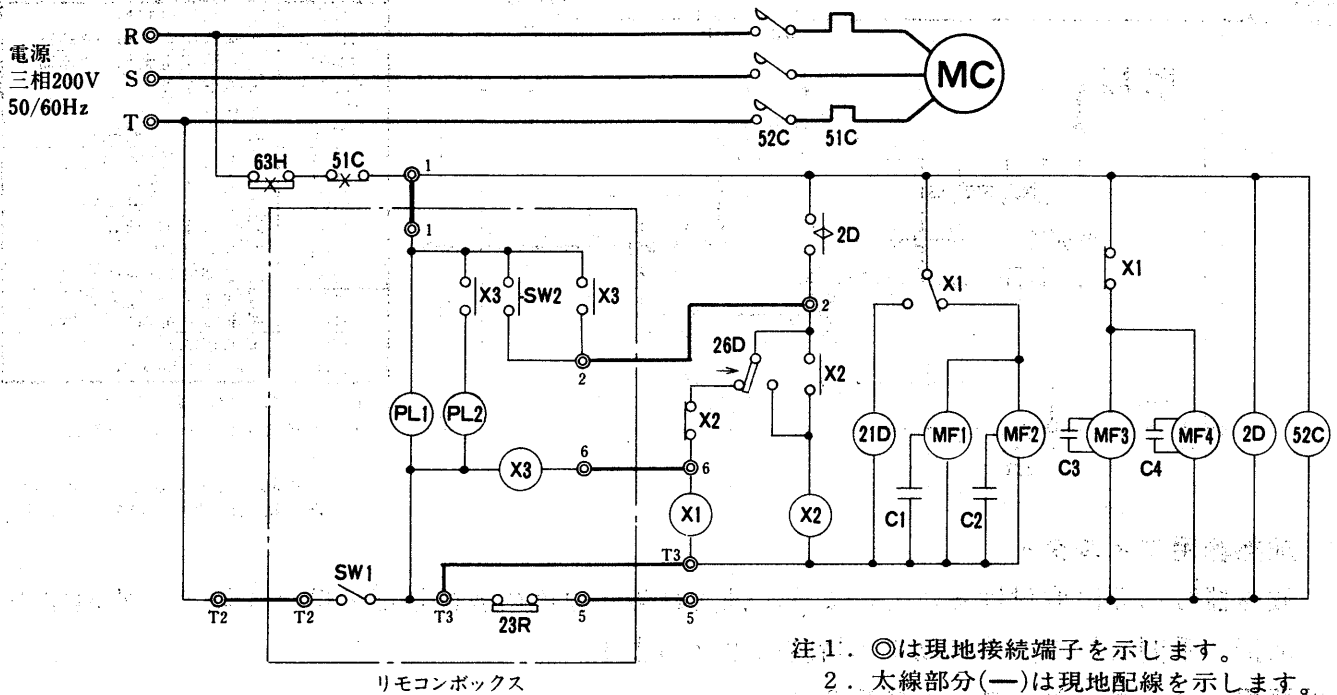 電源
三相200V
50/60Hz
R
S
T
MC
52C
51C
63H
51C
1
1
2D
X1
X1
X3
SW2
X3
2
2
26D
X2
X2
PL1
PL2
21D
MF1
MF2
MF3
MF4
2D
52C
C3
C4
X3
6
6
X1
X2
C1
C2
T3
SW1
T2
T2
T3
23R
5
5
リモコンボックス
注1. ◎は現地接続端子を示します。
2. 太線部分(━)は現地配線を示します。